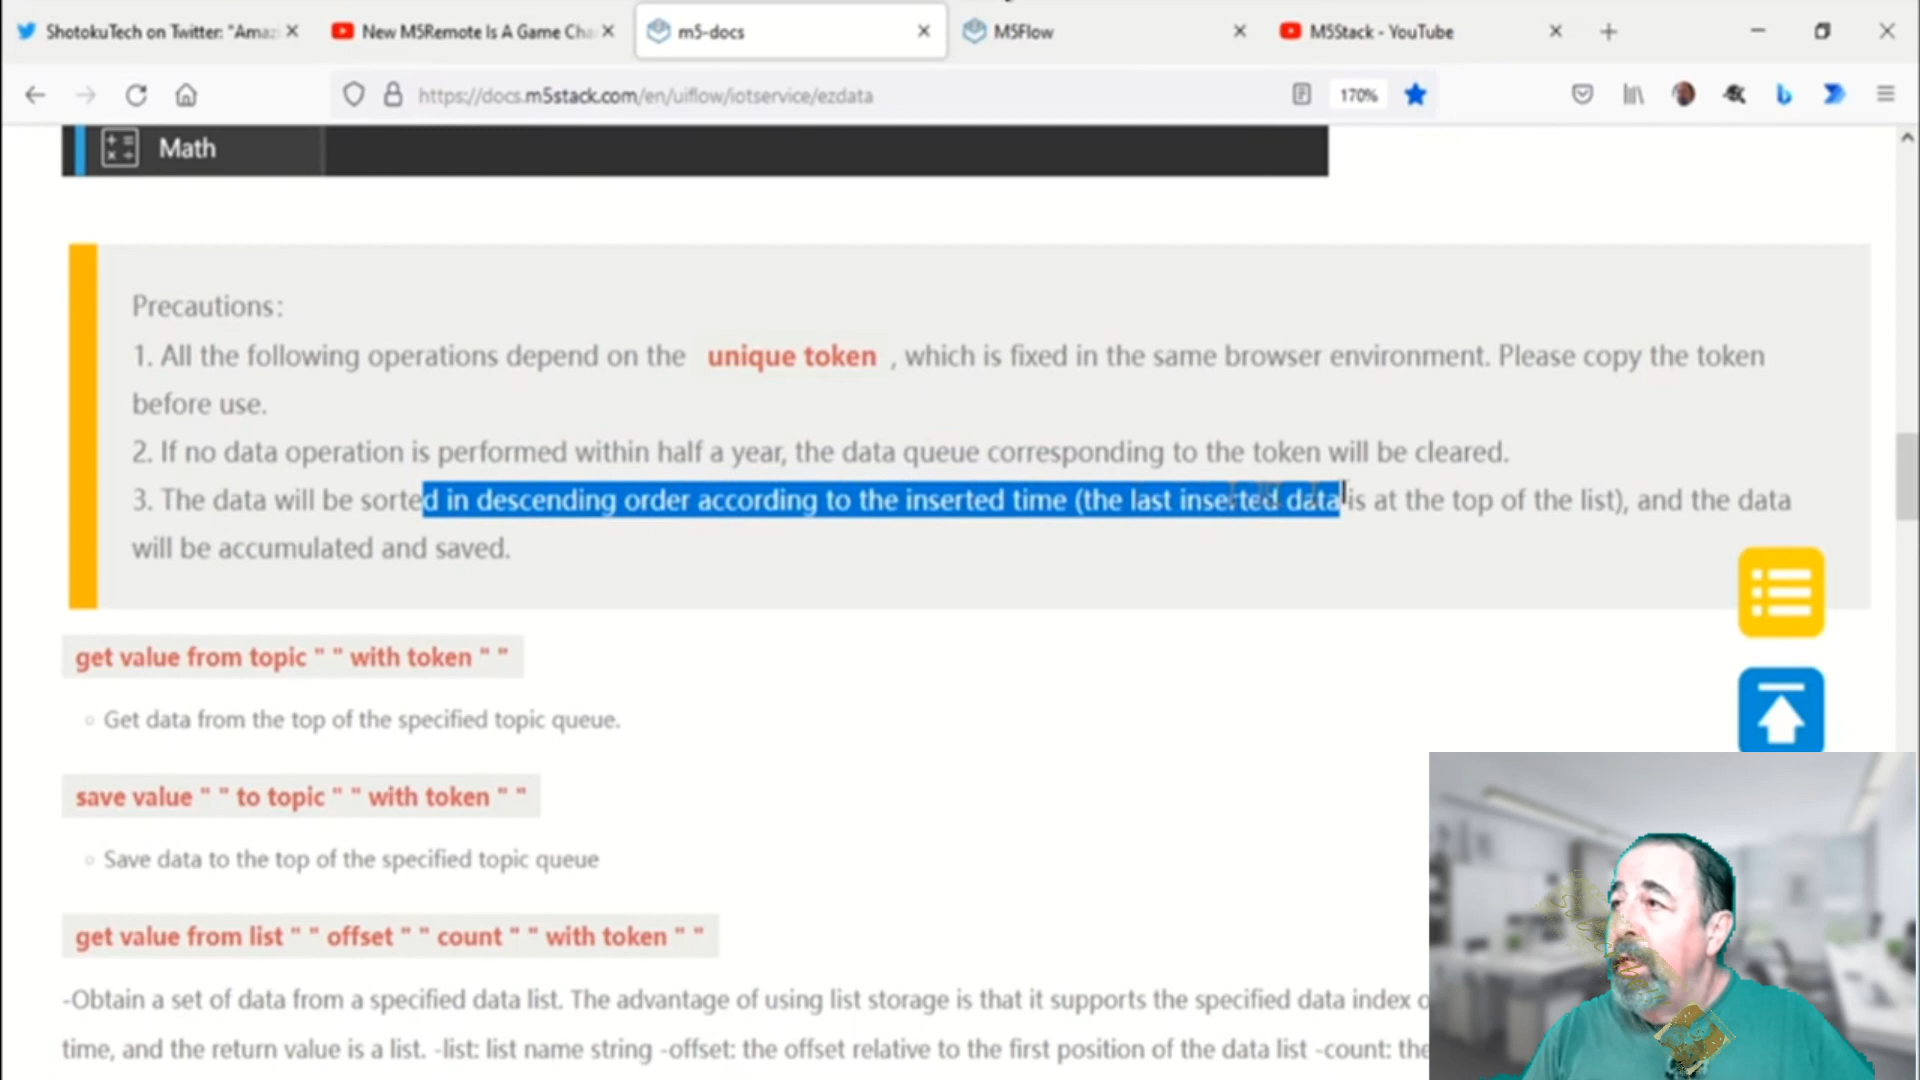 ShotokuTech on Twitter: "Amaz
New M5Remote Is A Game Cha
m5-docs
M5Flow
M5Stack - YouTube
https://docs.m5stack.com/en/uiflow/iotservice/ezdata
170%
Math
Precautions:
1. All the following operations depend on the unique token , which is fixed in the same browser environment. Please copy the token
before use.
2. If no data operation is performed within half a year, the data queue corresponding to the token will be cleared.
3. The data will be sorted in descending order according to the inserted time (the last inserted data is at the top of the list), and the data
will be accumulated and saved.
get value from topic " " with token " "
Get data from the top of the specified topic queue.
save value " " to topic " " with token " "
Save data to the top of the specified topic queue
get value from list " " offset " " count " " with token " "
-Obtain a set of data from a specified data list. The advantage of using list storage is that it supports the specified data index
time, and the return value is a list. -list: list name string -offset: the offset relative to the first position of the data list -count: the